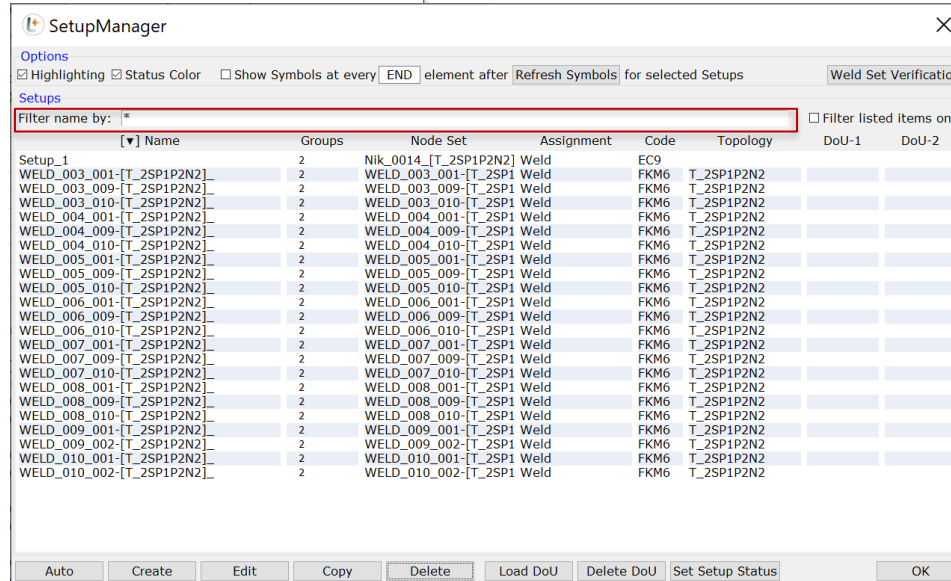 SetupManager
Options
Highlighting Status Color Show Symbols at every END element after Refresh Symbols for selected Setups Weld Set Verificatio
Setups
Filter name by: * Filter listed items on
[▼] Name Groups Node Set Assignment Code Topology DoU-1 DoU-2
Setup_1 2 Nik_0014_[T_2SP1P2N2] Weld EC9
WELD_003_001-[T_2SP1P2N2]_ 2 WELD_003_001-[T_2SP1 Weld FKM6 T_2SP1P2N2
WELD_003_009-[T_2SP1P2N2]_ 2 WELD_003_009-[T_2SP1 Weld FKM6 T_2SP1P2N2
WELD_003_010-[T_2SP1P2N2]_ 2 WELD_003_010-[T_2SP1 Weld FKM6 T_2SP1P2N2
WELD_004_001-[T_2SP1P2N2]_ 2 WELD_004_001-[T_2SP1 Weld FKM6 T_2SP1P2N2
WELD_004_009-[T_2SP1P2N2]_ 2 WELD_004_009-[T_2SP1 Weld FKM6 T_2SP1P2N2
WELD_004_010-[T_2SP1P2N2]_ 2 WELD_004_010-[T_2SP1 Weld FKM6 T_2SP1P2N2
WELD_005_001-[T_2SP1P2N2]_ 2 WELD_005_001-[T_2SP1 Weld FKM6 T_2SP1P2N2
WELD_005_009-[T_2SP1P2N2]_ 2 WELD_005_009-[T_2SP1 Weld FKM6 T_2SP1P2N2
WELD_005_010-[T_2SP1P2N2]_ 2 WELD_005_010-[T_2SP1 Weld FKM6 T_2SP1P2N2
WELD_006_001-[T_2SP1P2N2]_ 2 WELD_006_001-[T_2SP1 Weld FKM6 T_2SP1P2N2
WELD_006_009-[T_2SP1P2N2]_ 2 WELD_006_009-[T_2SP1 Weld FKM6 T_2SP1P2N2
WELD_006_010-[T_2SP1P2N2]_ 2 WELD_006_010-[T_2SP1 Weld FKM6 T_2SP1P2N2
WELD_007_001-[T_2SP1P2N2]_ 2 WELD_007_001-[T_2SP1 Weld FKM6 T_2SP1P2N2
WELD_007_009-[T_2SP1P2N2]_ 2 WELD_007_009-[T_2SP1 Weld FKM6 T_2SP1P2N2
WELD_007_010-[T_2SP1P2N2]_ 2 WELD_007_010-[T_2SP1 Weld FKM6 T_2SP1P2N2
WELD_008_001-[T_2SP1P2N2]_ 2 WELD_008_001-[T_2SP1 Weld FKM6 T_2SP1P2N2
WELD_008_009-[T_2SP1P2N2]_ 2 WELD_008_009-[T_2SP1 Weld FKM6 T_2SP1P2N2
WELD_008_010-[T_2SP1P2N2]_ 2 WELD_008_010-[T_2SP1 Weld FKM6 T_2SP1P2N2
WELD_009_001-[T_2SP1P2N2]_ 2 WELD_009_001-[T_2SP1 Weld FKM6 T_2SP1P2N2
WELD_009_002-[T_2SP1P2N2]_ 2 WELD_009_002-[T_2SP1 Weld FKM6 T_2SP1P2N2
WELD_010_001-[T_2SP1P2N2]_ 2 WELD_010_001-[T_2SP1 Weld FKM6 T_2SP1P2N2
WELD_010_002-[T_2SP1P2N2]_ 2 WELD_010_002-[T_2SP1 Weld FKM6 T_2SP1P2N2
Auto Create Edit Copy Delete Load DoU Delete DoU Set Setup Status OK